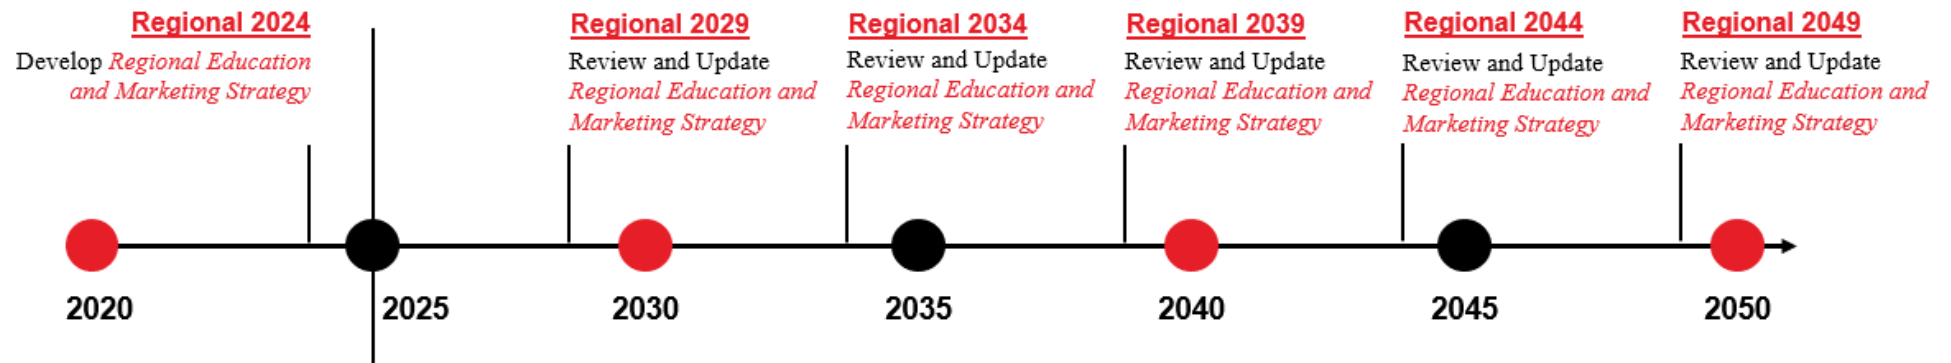 Regional 2024
Develop Regional Education
and Marketing Strategy
Regional 2029
Review and Update
Regional Education and
Marketing Strategy
Regional 2034
Review and Update
Regional Education and
Marketing Strategy
Regional 2039
Review and Update
Regional Education and
Marketing Strategy
Regional 2044
Review and Update
Regional Education and
Marketing Strategy
Regional 2049
Review and Update
Regional Education and
Marketing Strategy
2020
2025
2030
2035
2040
2045
2050